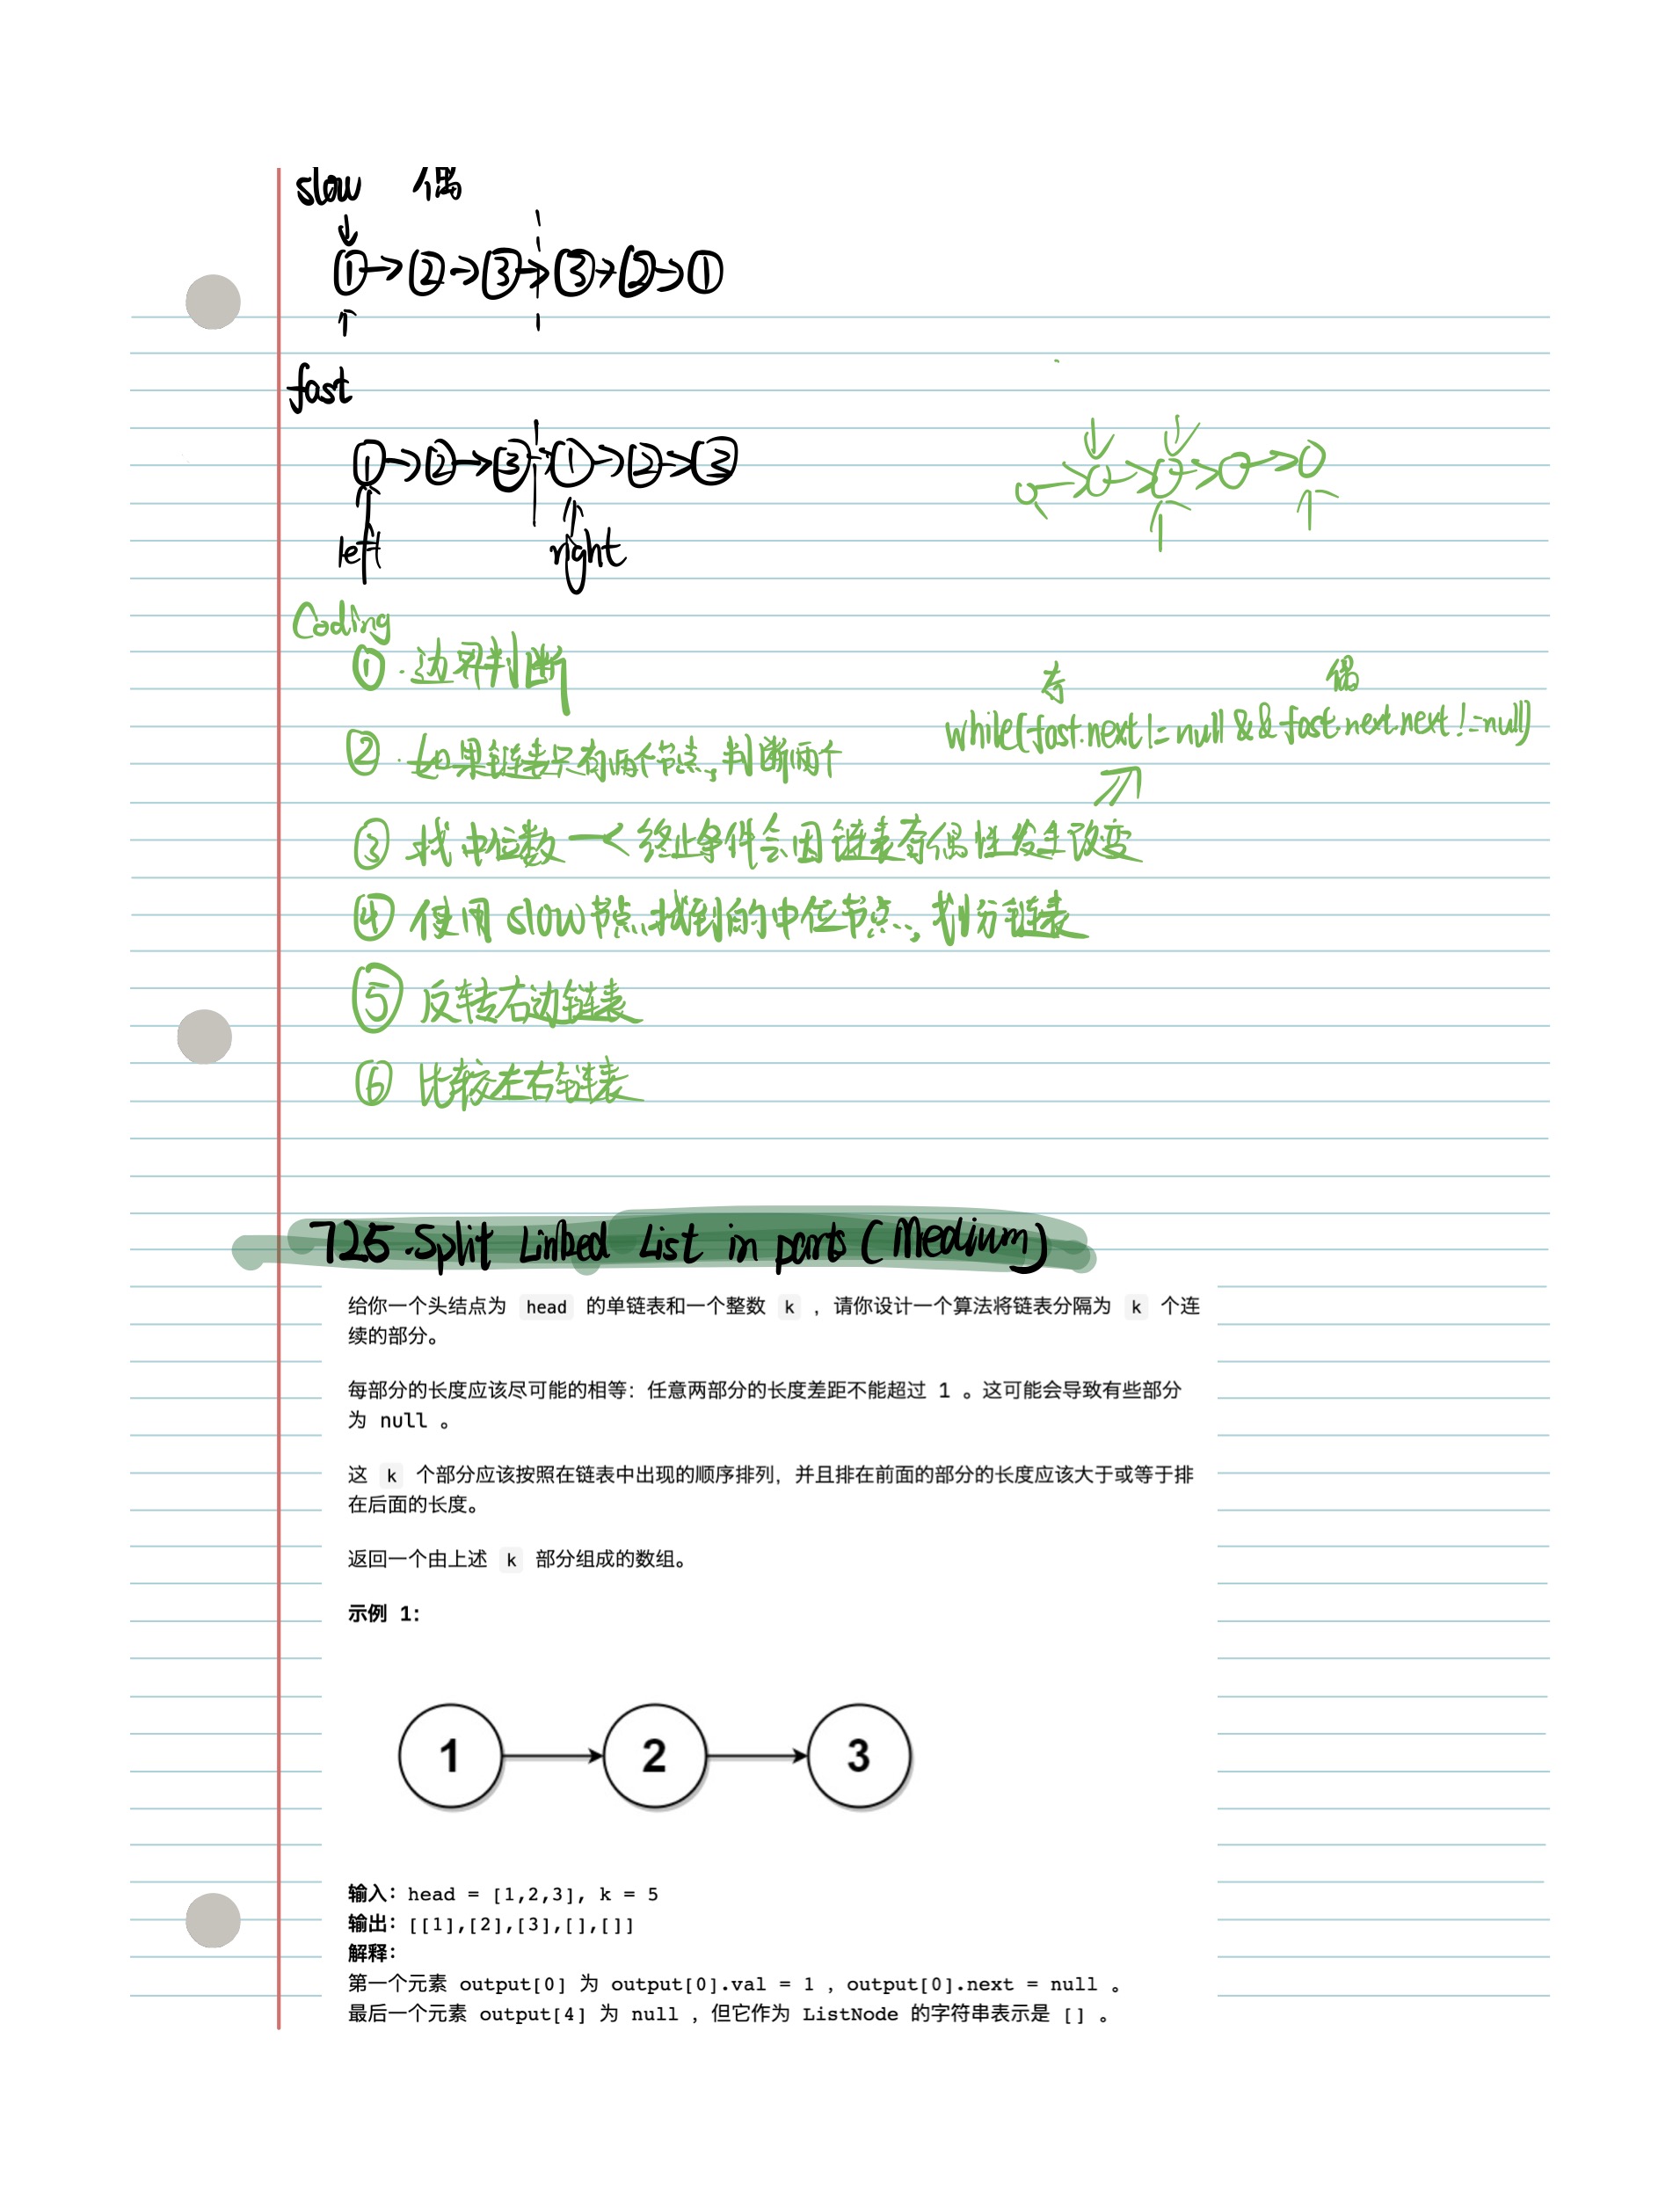 slow 偶
①→②→③→③→②→①
fast
①→②→③→①→②→③
left right
Coding
① 边界判断
奇 偶
while(fast.next!=null && fast.next.next!=null)
② 如果链表只有两个节点,判断两个
③ 找中位数 — 终止条件会因链表奇偶性发生改变
④ 使用slow节点找到的中位节点,划分链表
⑤ 反转右边链表
⑥ 比较左右链表
725.Split Linked List in parts (Medium)
给你一个头结点为 head 的单链表和一个整数 k ，请你设计一个算法将链表分隔为 k 个连
续的部分。
每部分的长度应该尽可能的相等：任意两部分的长度差距不能超过 1 。这可能会导致有些部分
为 null 。
这 k 个部分应该按照在链表中出现的顺序排列，并且排在前面的部分的长度应该大于或等于排
在后面的长度。
返回一个由上述 k 部分组成的数组。
示例 1：
1 2 3
输入：head = [1,2,3], k = 5
输出：[[1],[2],[3],[],[]]
解释：
第一个元素 output[0] 为 output[0].val = 1 ，output[0].next = null 。
最后一个元素 output[4] 为 null ，但它作为 ListNode 的字符串表示是 [] 。